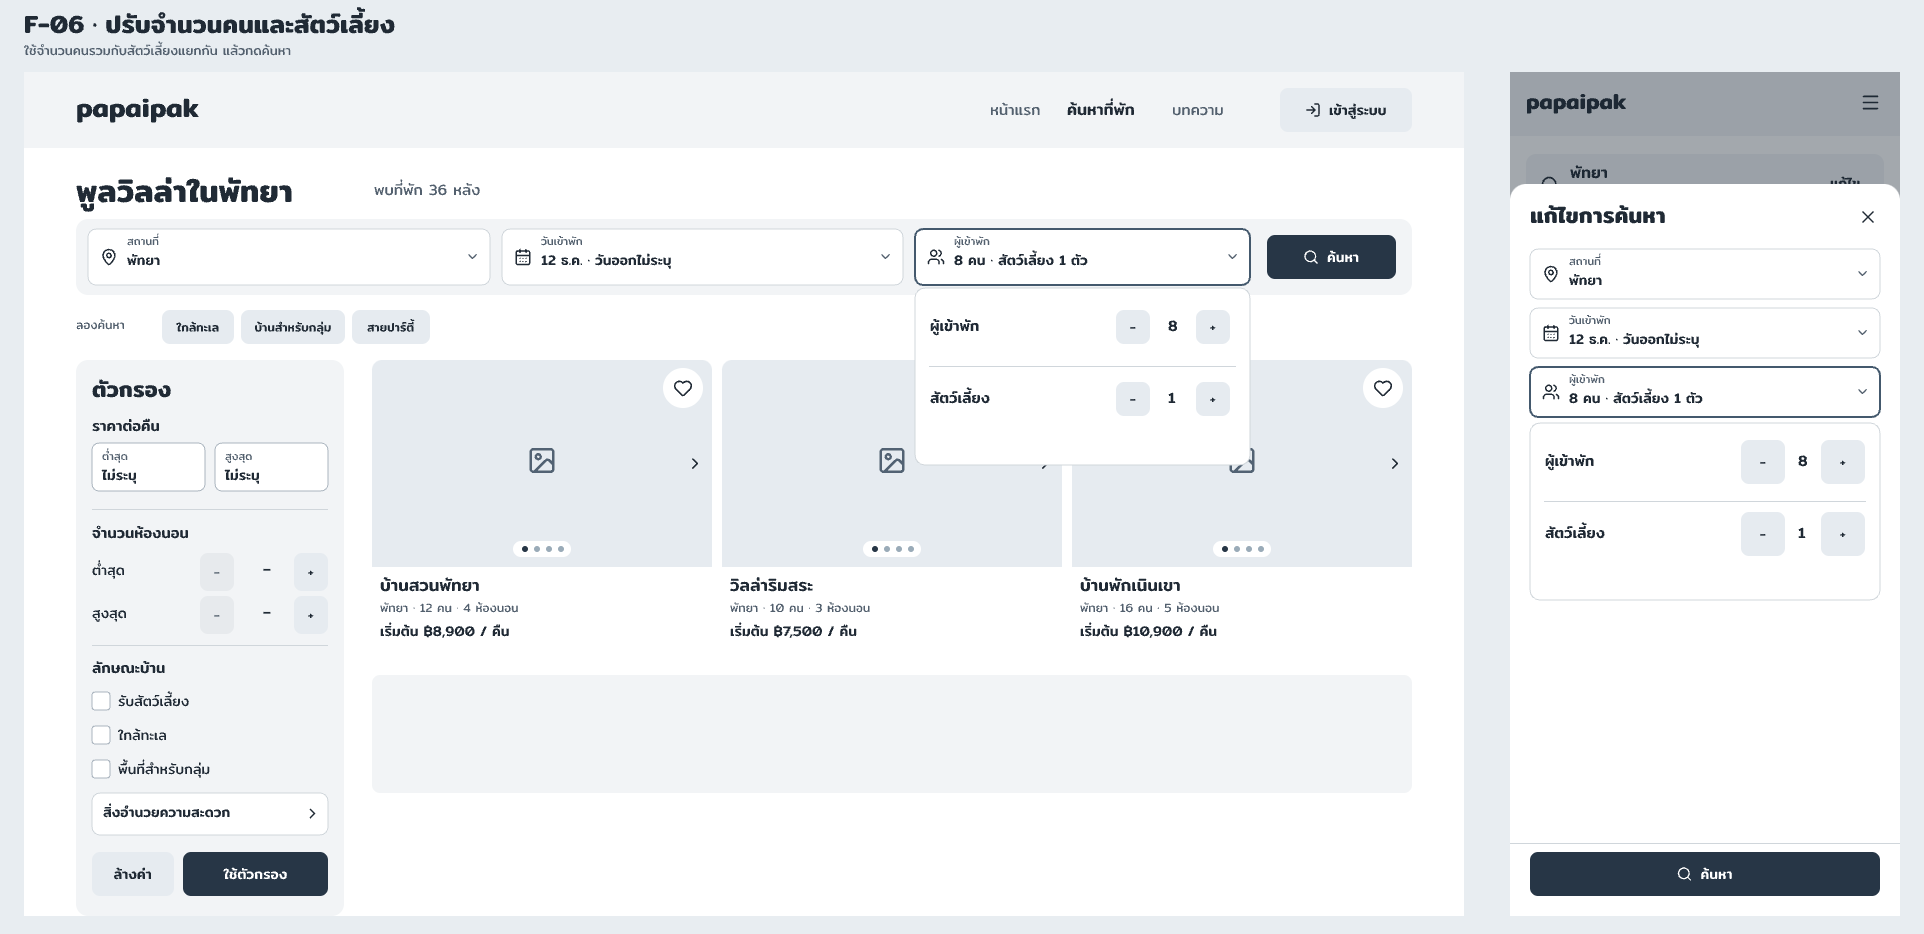 F-06 · ปรับจำนวนคนและสัตว์เลี้ยง
ใช้จำนวนคนรวมกับสัตว์เลี้ยงแยกกัน แล้วกดค้นหา
papaipak
หน้าแรก
ค้นหาที่พัก
บทความ
เข้าสู่ระบบ
พูลวิลล่าในพัทยา
พบที่พัก 36 หลัง
สถานที่
พัทยา
วันเข้าพัก
12 ธ.ค. · วันออกไม่ระบุ
ผู้เข้าพัก
8 คน · สัตว์เลี้ยง 1 ตัว
ค้นหา
ผู้เข้าพัก
- 8 +
สัตว์เลี้ยง
- 1 +
ลองค้นหา
ใกล้ทะเล
บ้านสำหรับกลุ่ม
สายปาร์ตี้
ตัวกรอง
ราคาต่อคืน
ต่ำสุด
ไม่ระบุ
สูงสุด
ไม่ระบุ
จำนวนห้องนอน
ต่ำสุด
- – +
สูงสุด
- – +
ลักษณะบ้าน
รับสัตว์เลี้ยง
ใกล้ทะเล
พื้นที่สำหรับกลุ่ม
สิ่งอำนวยความสะดวก
ล้างค่า
ใช้ตัวกรอง
บ้านสวนพัทยา
พัทยา · 12 คน · 4 ห้องนอน
เริ่มต้น ฿8,900 / คืน
วิลล่าริมสระ
พัทยา · 10 คน · 3 ห้องนอน
เริ่มต้น ฿7,500 / คืน
บ้านพักเนินเขา
พัทยา · 16 คน · 5 ห้องนอน
เริ่มต้น ฿10,900 / คืน
papaipak
พัทยา
แก้ไข
แก้ไขการค้นหา
สถานที่
พัทยา
วันเข้าพัก
12 ธ.ค. · วันออกไม่ระบุ
ผู้เข้าพัก
8 คน · สัตว์เลี้ยง 1 ตัว
ผู้เข้าพัก
- 8 +
สัตว์เลี้ยง
- 1 +
ค้นหา